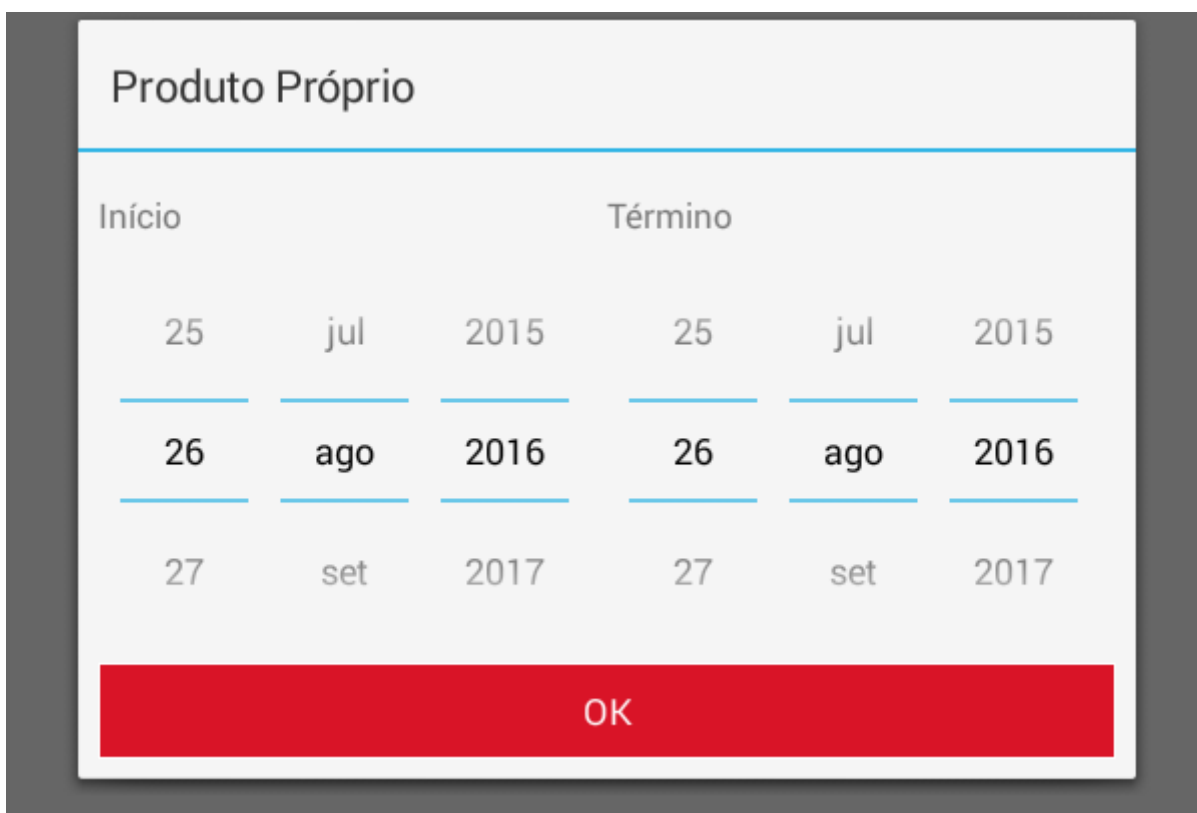 Produto Próprio
Início Término
25 jul 2015 25 jul 2015
26 ago 2016 26 ago 2016
27 set 2017 27 set 2017
OK